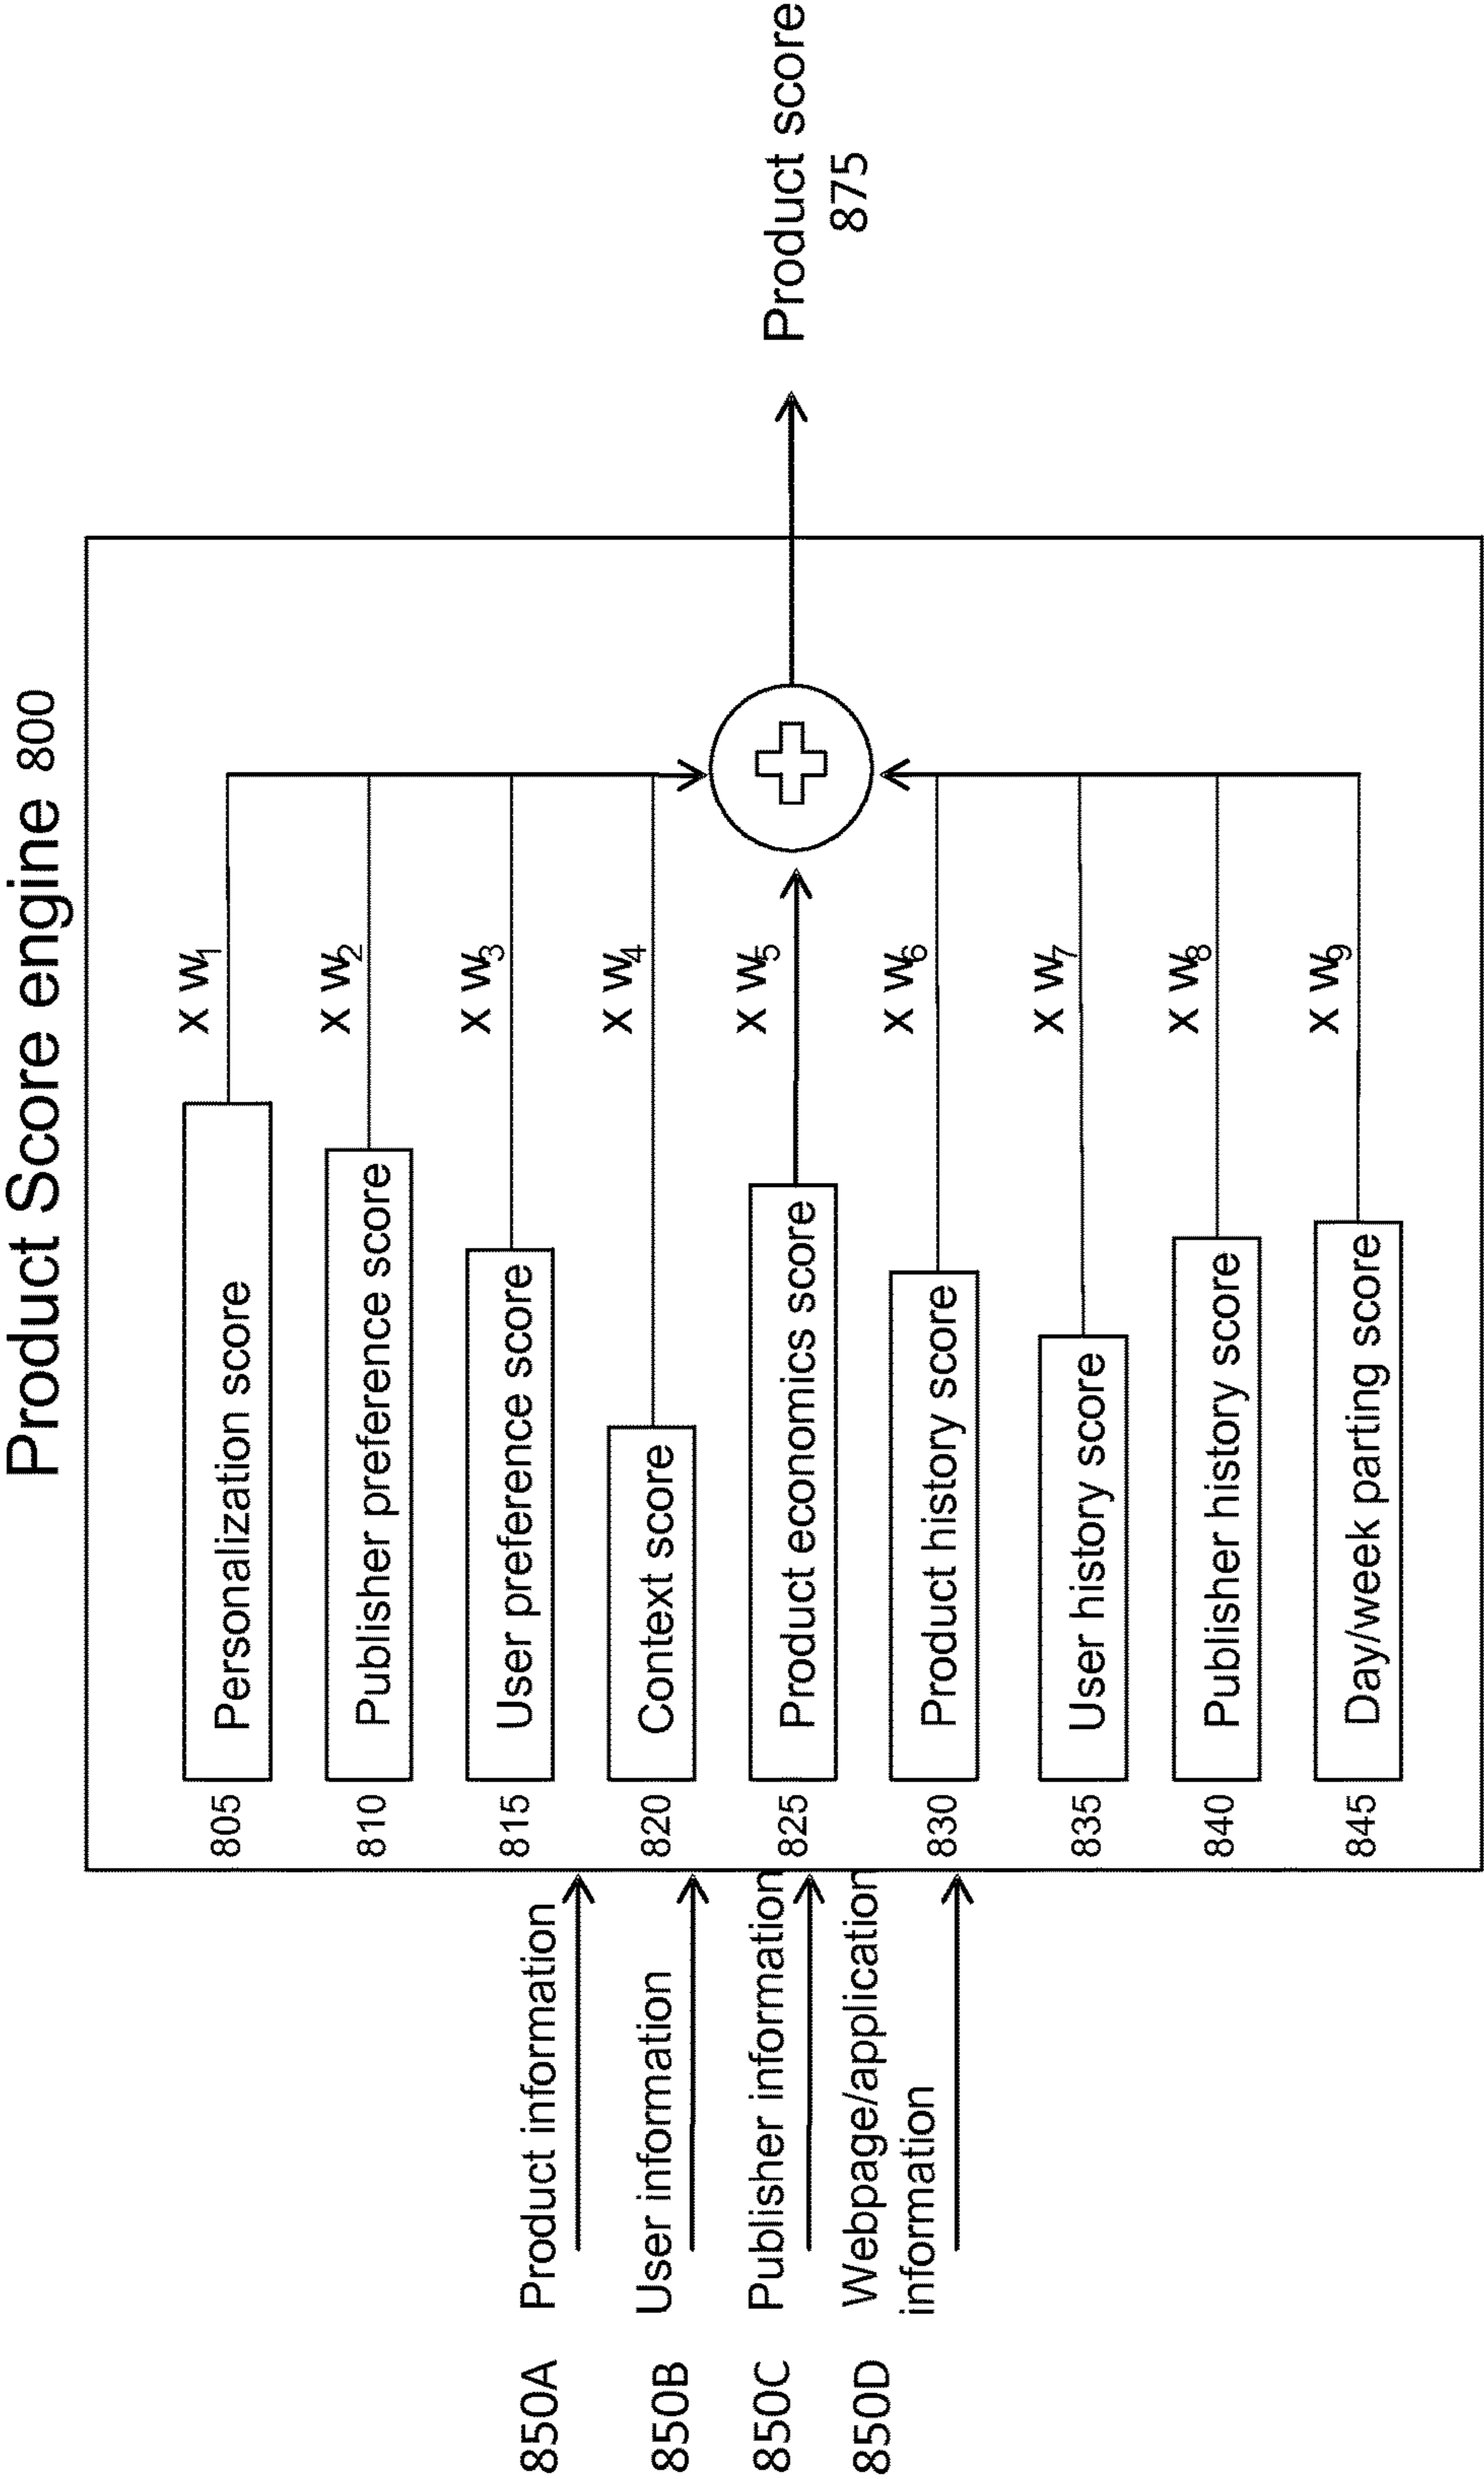 Product Score engine 800
850A Product information
850B User information
850C Publisher information
850D Webpage/application
information
805 Personalization score x w1
810 Publisher preference score x w2
815 User preference score x w3
820 Context score x w4
825 Product economics score x w5
830 Product history score x w6
835 User history score x w7
840 Publisher history score x w8
845 Day/week parting score x w9
Product score
875